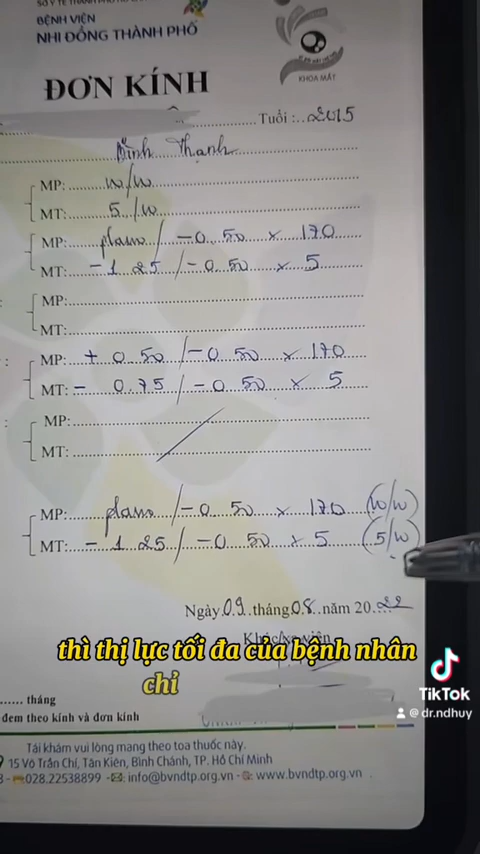 BỆNH VIỆN
NHI ĐỒNG THÀNH PHỐ
KHOA MẮT
ĐƠN KÍNH
Tuổi :...2015
Bình Thạnh
MP: 10/10
MT: 5/10
MP: plano / -0.50 x 170
MT: -1.25 / -0.50 x 5
MP:
MT:
MP: +0.50 / -0.50 x 170
MT: -0.75 / -0.50 x 5
MP:
MT:
MP: plano / -0.50 x 170 (10/10)
MT: -1.25 / -0.50 x 5 (5/10)
Ngày 09 tháng 08 năm 2022
thì thị lực tối đa của bệnh nhân
chỉ
TikTok
@dr.ndhuy
...... tháng
đem theo kính và đơn kính
Tái khám vui lòng mang theo toa thuốc này.
15 Võ Trần Chí, Tân Kiên, Bình Chánh, TP. Hồ Chí Minh
028.22538899 - info@bvndtp.org.vn - www.bvndtp.org.vn